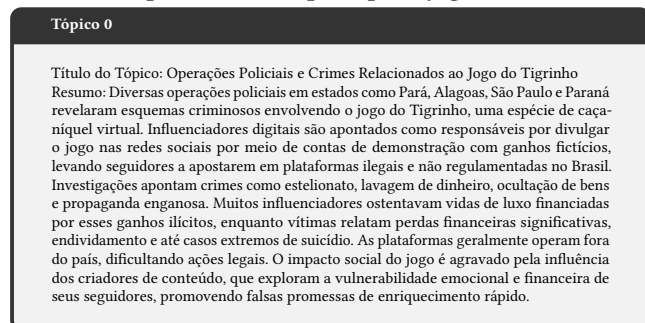 Tópico 0
Título do Tópico: Operações Policiais e Crimes Relacionados ao Jogo do Tigrinho
Resumo: Diversas operações policiais em estados como Pará, Alagoas, São Paulo e Paraná
revelaram esquemas criminosos envolvendo o jogo do Tigrinho, uma espécie de caça-
níquel virtual. Influenciadores digitais são apontados como responsáveis por divulgar
o jogo nas redes sociais por meio de contas de demonstração com ganhos fictícios,
levando seguidores a apostarem em plataformas ilegais e não regulamentadas no Brasil.
Investigações apontam crimes como estelionato, lavagem de dinheiro, ocultação de bens
e propaganda enganosa. Muitos influenciadores ostentavam vidas de luxo financiadas
por esses ganhos ilícitos, enquanto vítimas relatam perdas financeiras significativas,
endividamento e até casos extremos de suicídio. As plataformas geralmente operam fora
do país, dificultando ações legais. O impacto social do jogo é agravado pela influência
dos criadores de conteúdo, que exploram a vulnerabilidade emocional e financeira de
seus seguidores, promovendo falsas promessas de enriquecimento rápido.